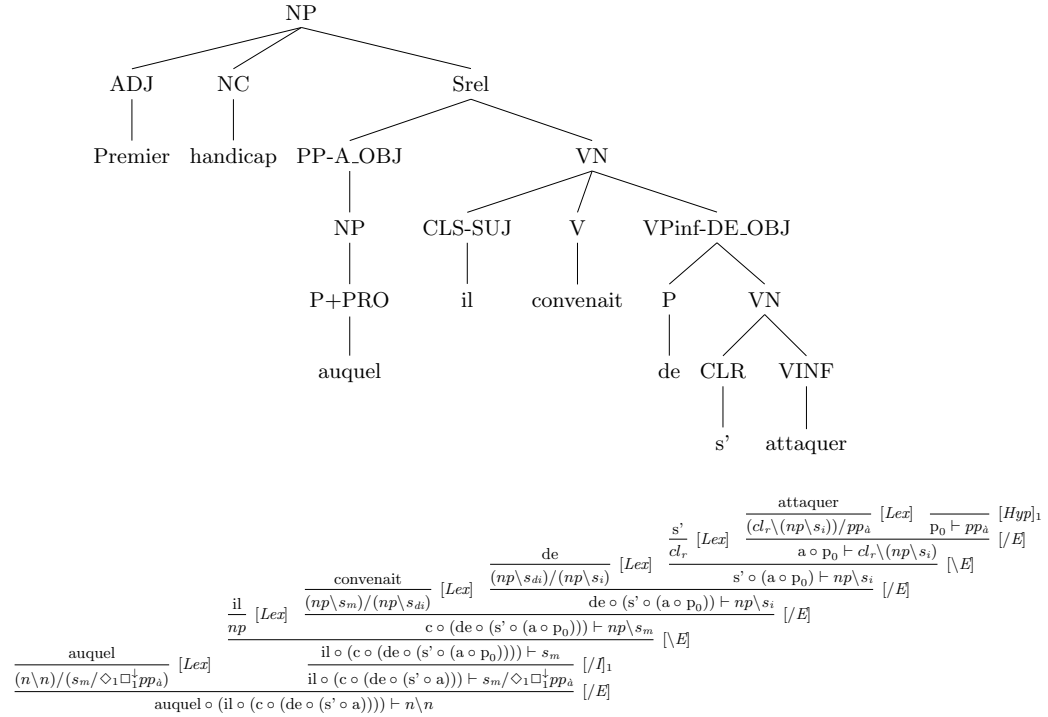 NP
ADJ NC Srel
Premier handicap PP-A_OBJ VN
NP CLS-SUJ V VPinf-DE_OBJ
P+PRO il convenait P VN
auquel de CLR VINF
s' attaquer
attaquer
(cl_r\(np\s_i))/pp_à [Lex] p_0 ⊢ pp_à [Hyp]_1
s' [Lex] [/E]
cl_r a ∘ p_0 ⊢ cl_r\(np\s_i)
de [\E]
(np\s_di)/(np\s_i) [Lex] s' ∘ (a ∘ p_0) ⊢ np\s_i
convenait [/E]
(np\s_m)/(np\s_di) [Lex] de ∘ (s' ∘ (a ∘ p_0)) ⊢ np\s_i
il [Lex] [/E]
np c ∘ (de ∘ (s' ∘ (a ∘ p_0))) ⊢ np\s_m
[\E]
il ∘ (c ∘ (de ∘ (s' ∘ (a ∘ p_0)))) ⊢ s_m
auquel [/I]_1
(n\n)/(s_m/◇_1□_1^↓pp_à) [Lex] il ∘ (c ∘ (de ∘ (s' ∘ a))) ⊢ s_m/◇_1□_1^↓pp_à
[/E]
auquel ∘ (il ∘ (c ∘ (de ∘ (s' ∘ a)))) ⊢ n\n